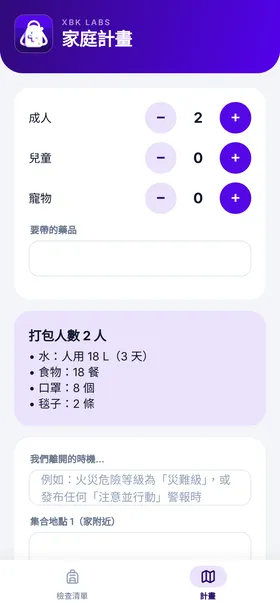 XBK LABS
家庭計畫
成人 − 2 +
兒童 − 0 +
寵物 − 0 +
要帶的藥品
打包人數 2 人
• 水：人用 18 L（3 天）
• 食物：18 餐
• 口罩：8 個
• 毯子：2 條
我們離開的時機...
例如：火災危險等級為「災難級」，或
發布任何「注意並行動」警報時
集合地點 1（家附近）
檢查清單
計畫